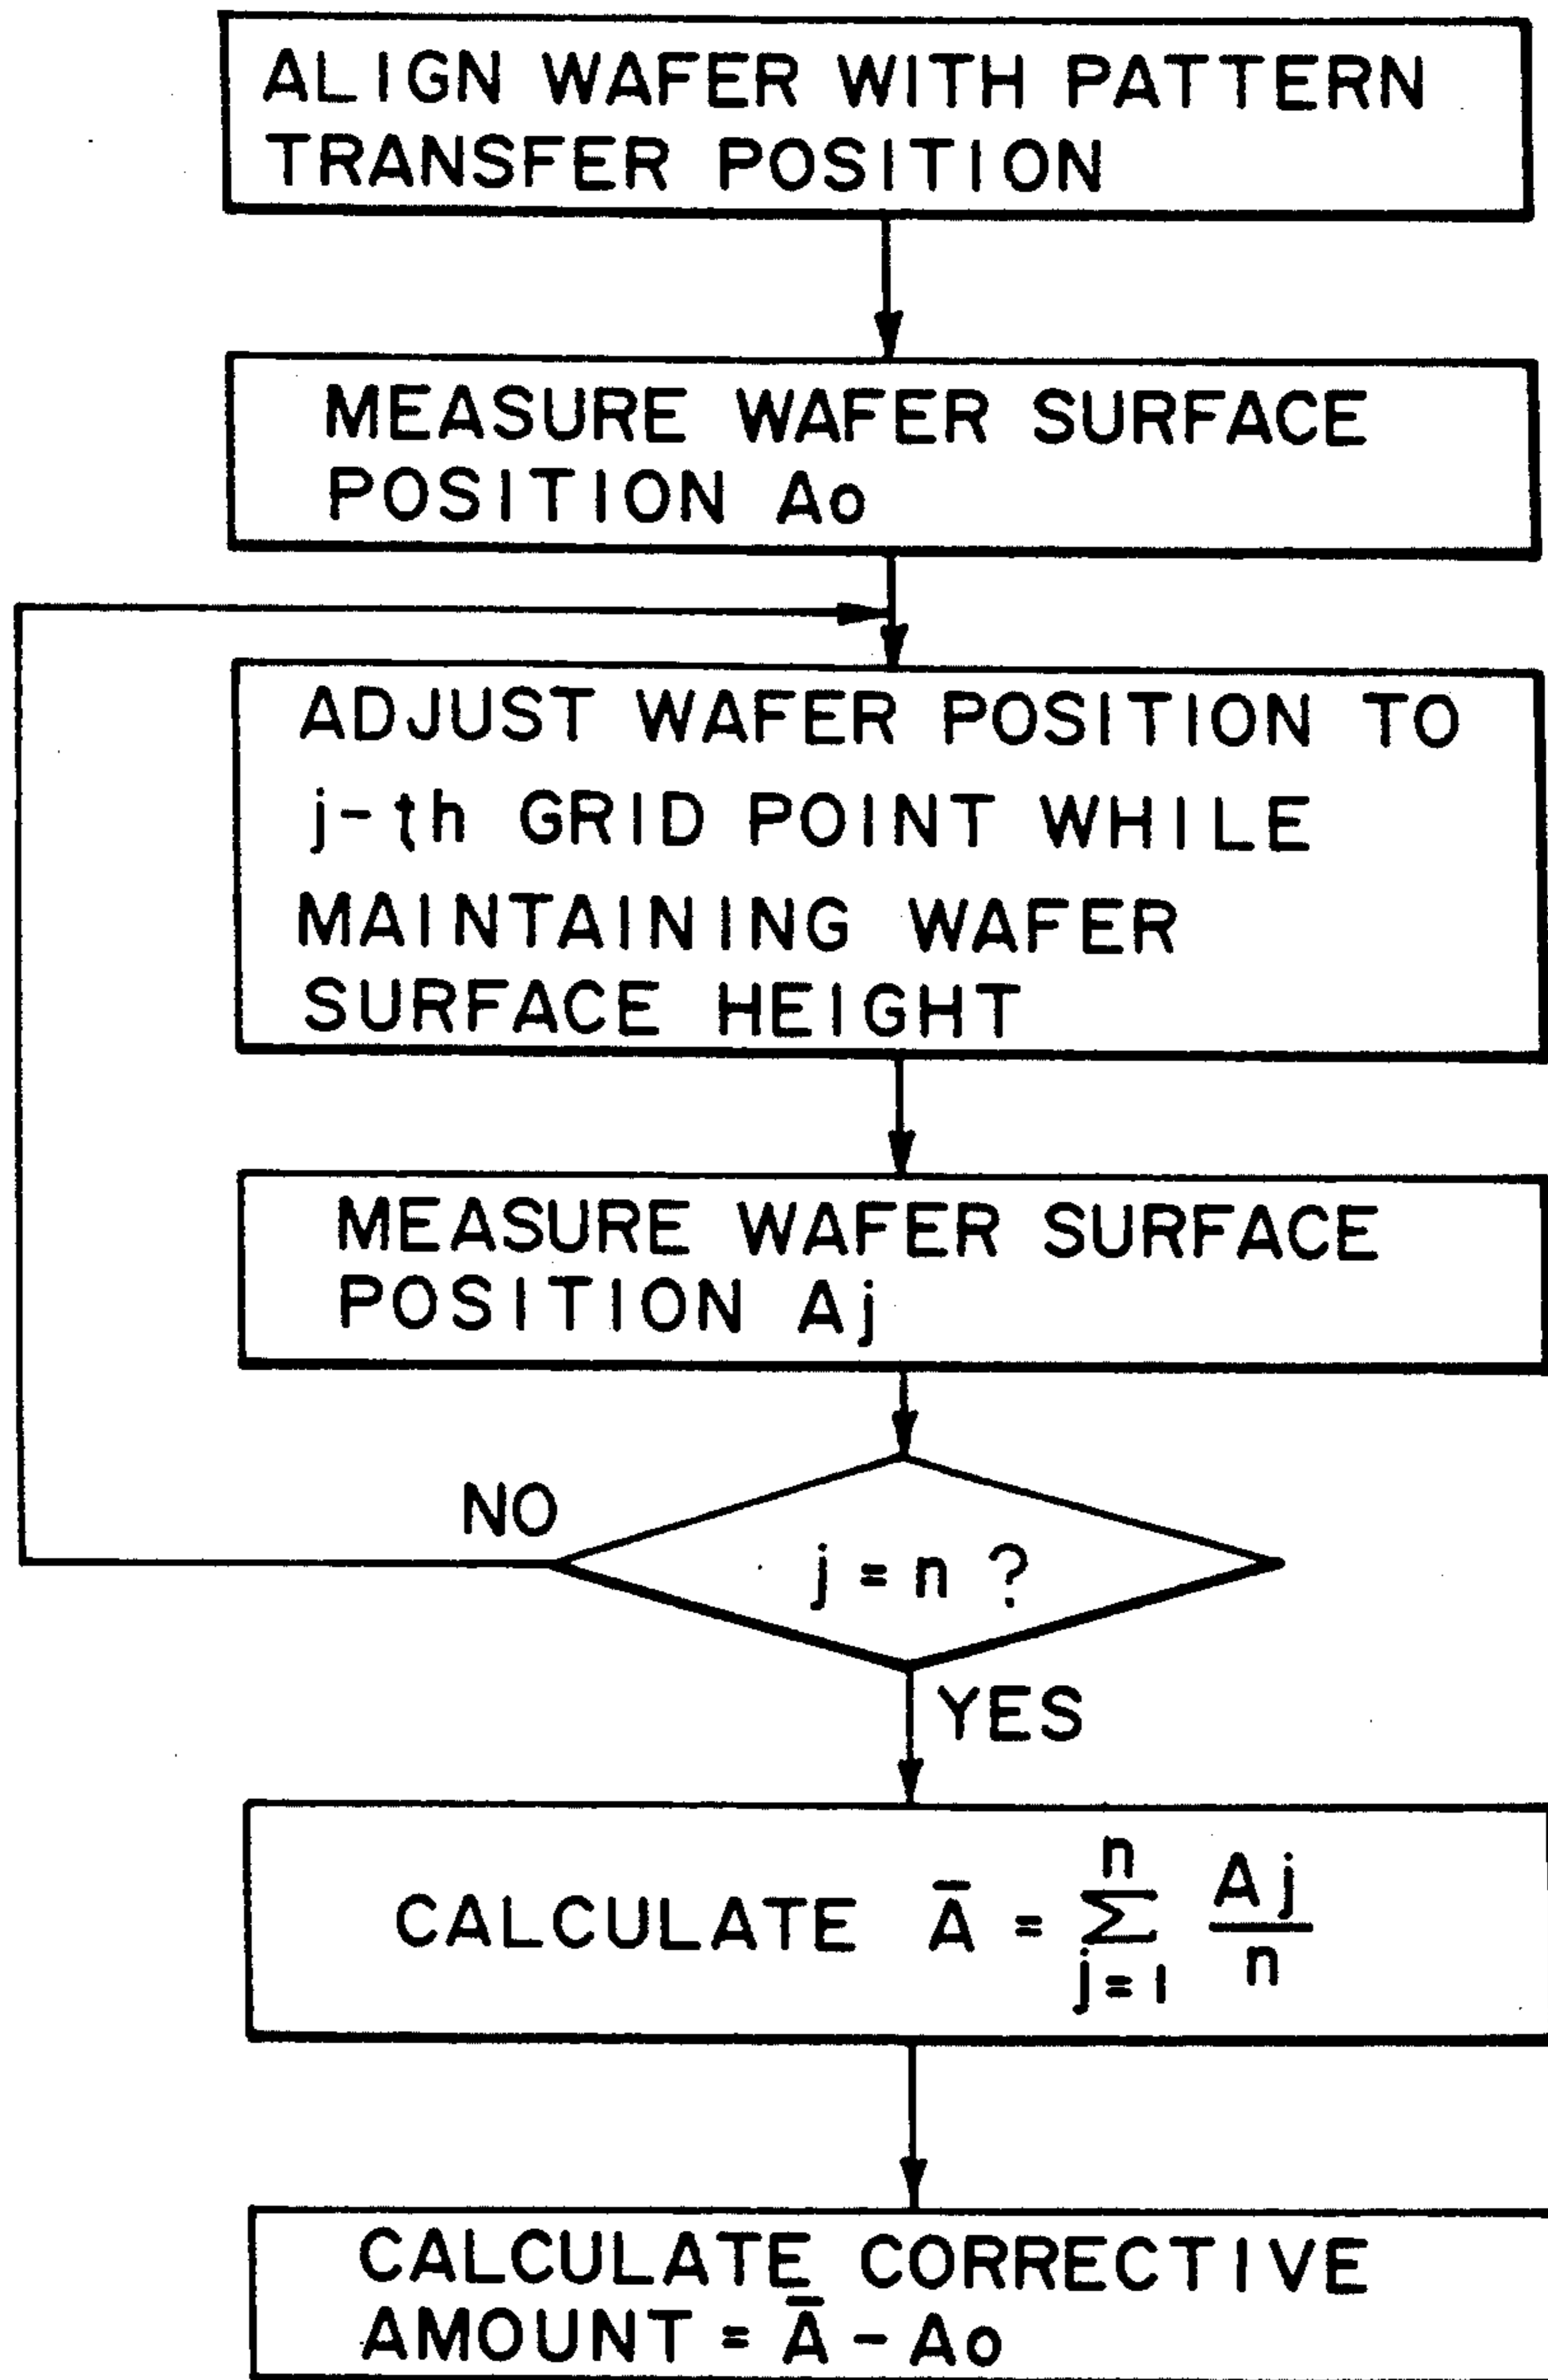 ALIGN WAFER WITH PATTERN
TRANSFER POSITION
MEASURE WAFER SURFACE
POSITION Ao
ADJUST WAFER POSITION TO
j-th GRID POINT WHILE
MAINTAINING WAFER
SURFACE HEIGHT
MEASURE WAFER SURFACE
POSITION Aj
NO
j = n ?
YES
CALCULATE Ā = n∑j=1 Aj/n
CALCULATE CORRECTIVE
AMOUNT = Ā - Ao